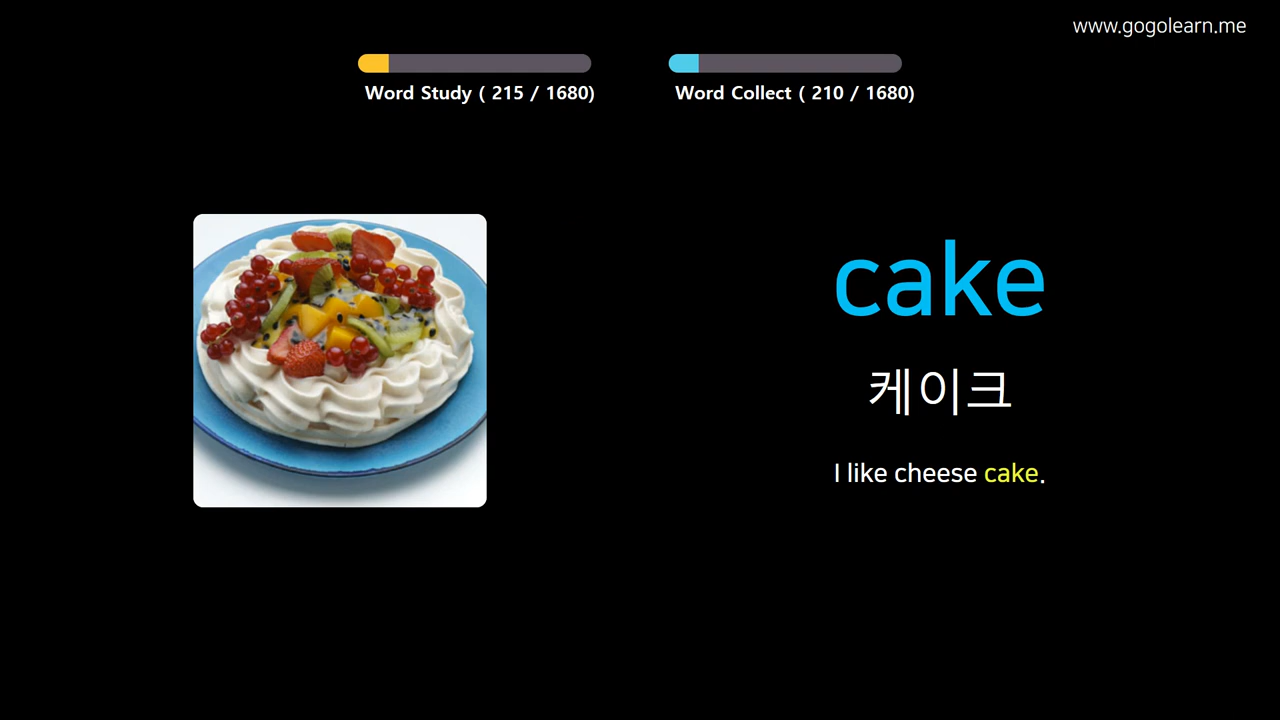 www.gogolearn.me
Word Study ( 215 / 1680)
Word Collect ( 210 / 1680)
cake
케이크
I like cheese cake.